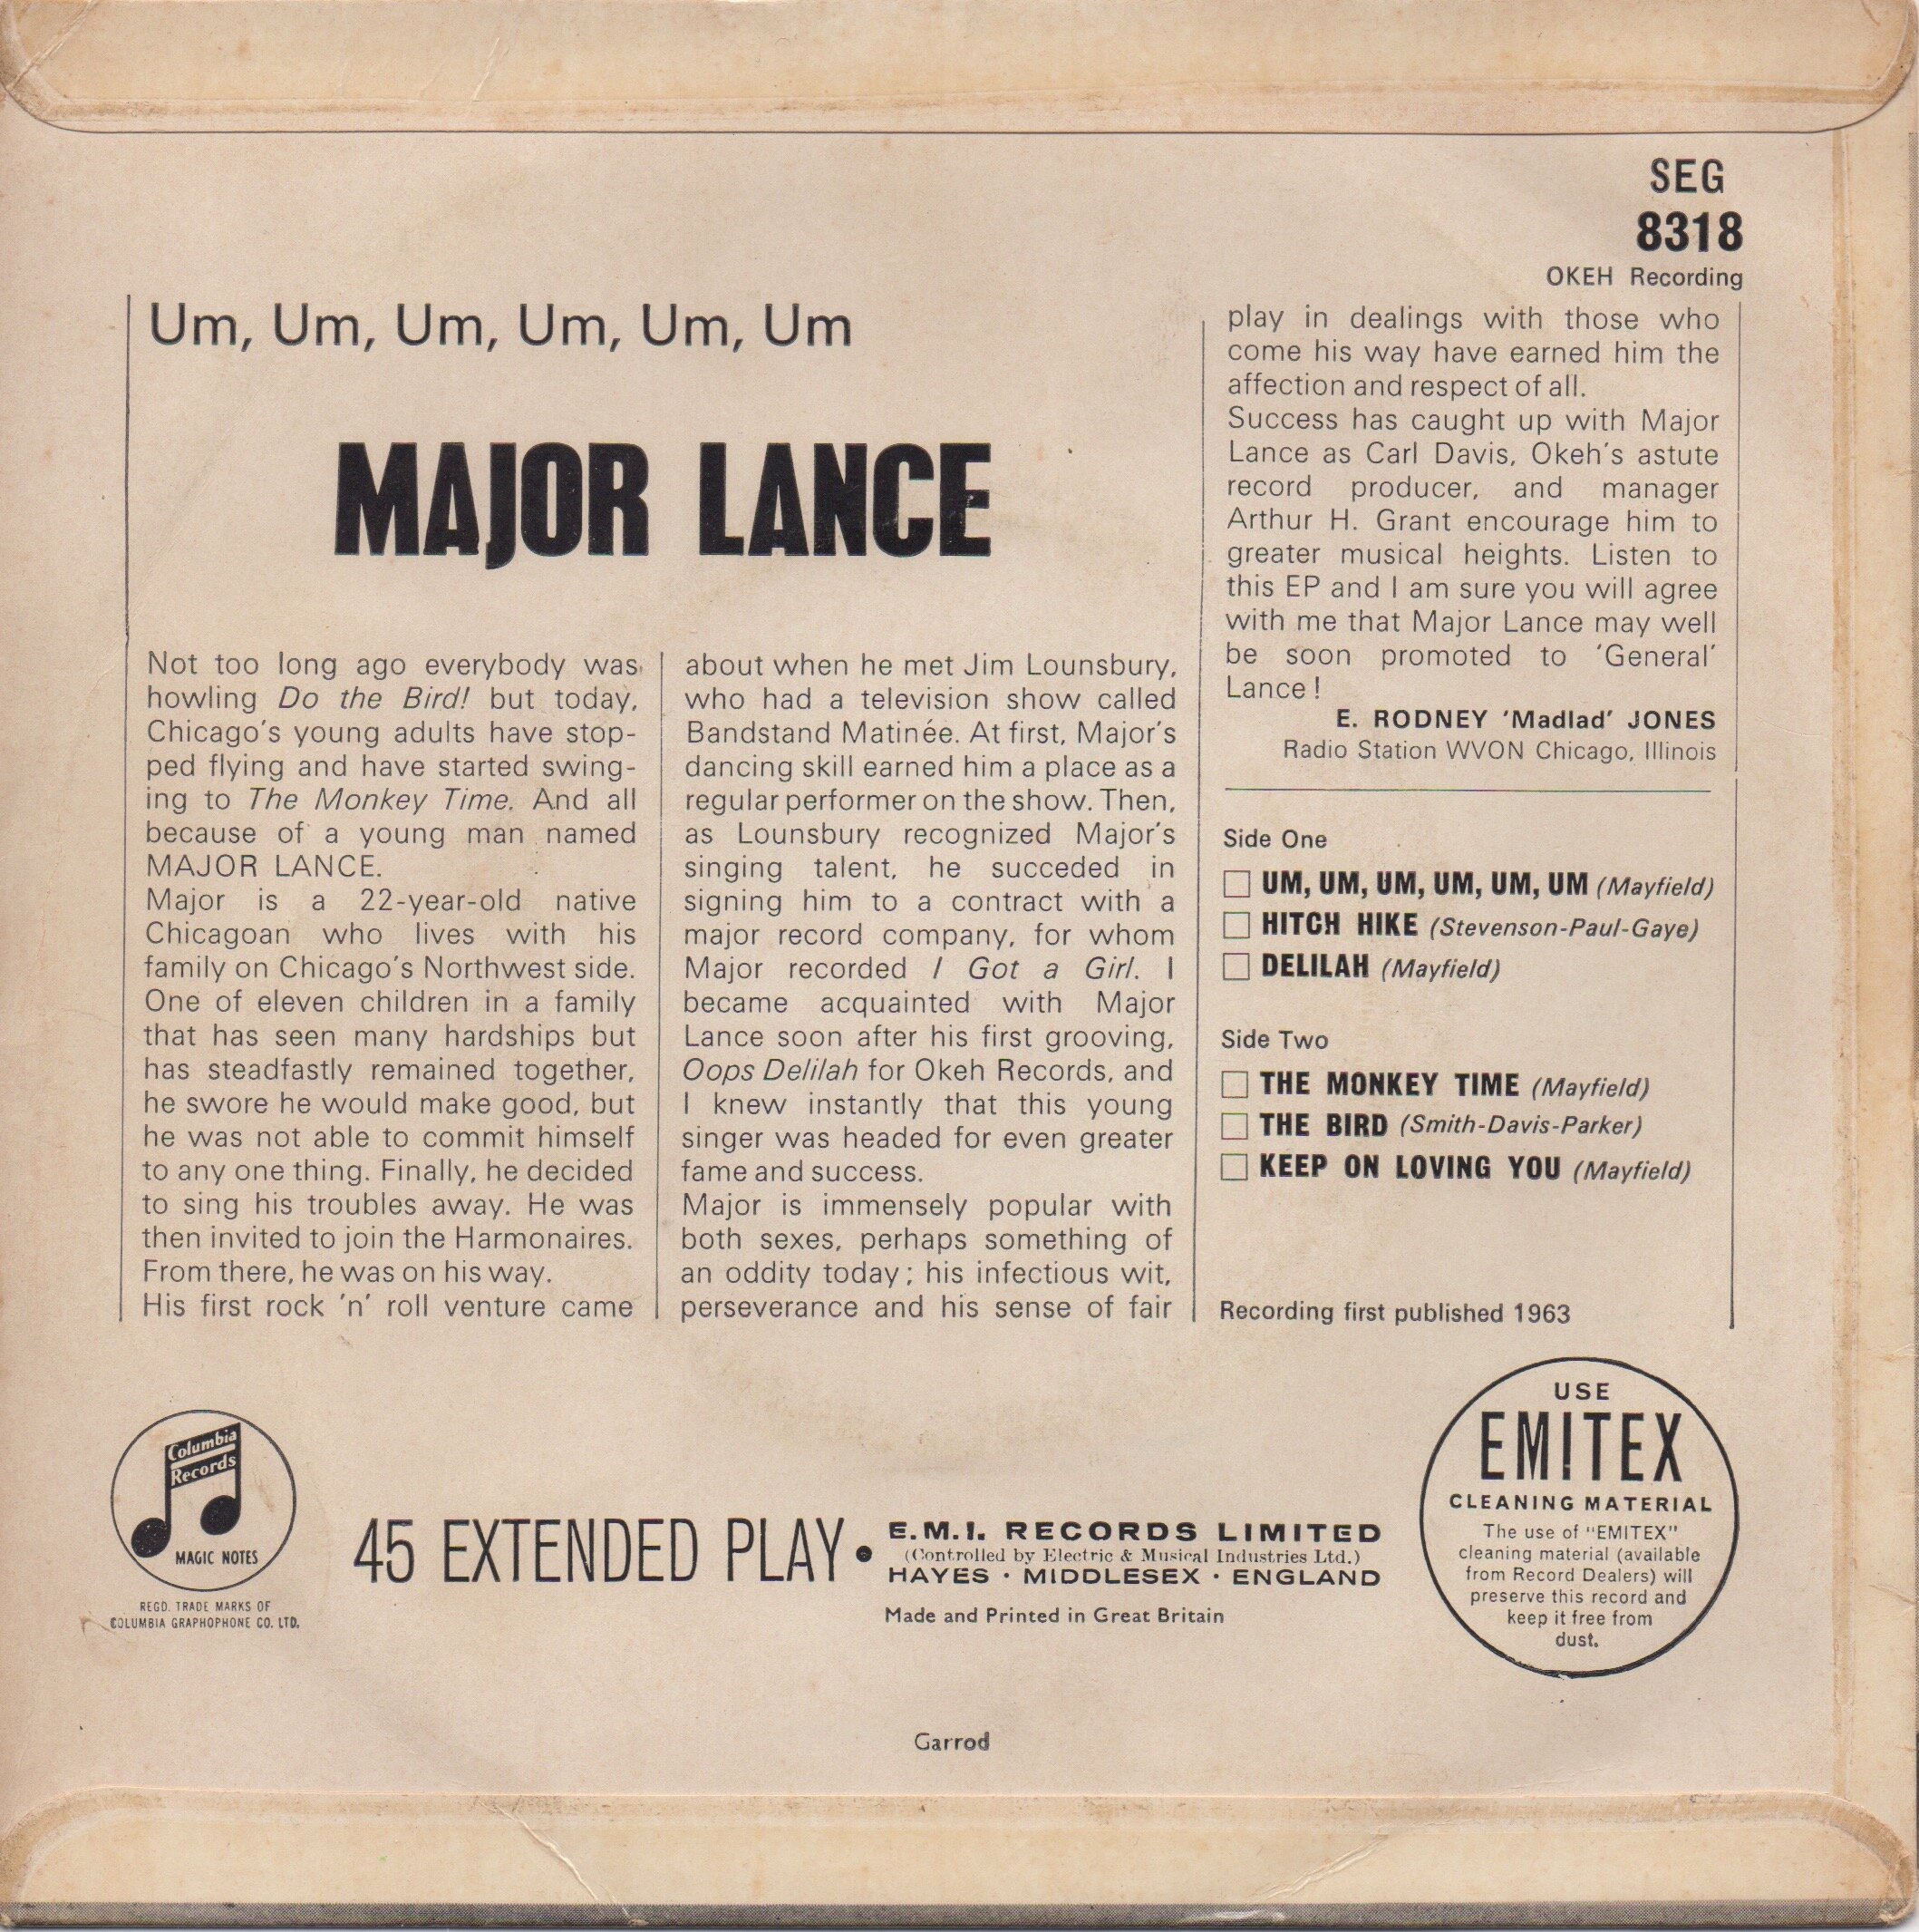 SEG
8318
OKEH Recording
Um, Um, Um, Um, Um, Um
MAJOR LANCE
Not too long ago everybody was
howling Do the Bird! but today,
Chicago's young adults have stop-
ped flying and have started swing-
ing to The Monkey Time. And all
because of a young man named
MAJOR LANCE.
Major is a 22-year-old native
Chicagoan who lives with his
family on Chicago's Northwest side.
One of eleven children in a family
that has seen many hardships but
has steadfastly remained together,
he swore he would make good, but
he was not able to commit himself
to any one thing. Finally, he decided
to sing his troubles away. He was
then invited to join the Harmonaires.
From there, he was on his way.
His first rock 'n' roll venture came
about when he met Jim Lounsbury,
who had a television show called
Bandstand Matinée. At first, Major's
dancing skill earned him a place as a
regular performer on the show. Then,
as Lounsbury recognized Major's
singing talent, he succeded in
signing him to a contract with a
major record company, for whom
Major recorded I Got a Girl. I
became acquainted with Major
Lance soon after his first grooving,
Oops Delilah for Okeh Records, and
I knew instantly that this young
singer was headed for even greater
fame and success.
Major is immensely popular with
both sexes, perhaps something of
an oddity today; his infectious wit,
perseverance and his sense of fair
play in dealings with those who
come his way have earned him the
affection and respect of all.
Success has caught up with Major
Lance as Carl Davis, Okeh's astute
record producer, and manager
Arthur H. Grant encourage him to
greater musical heights. Listen to
this EP and I am sure you will agree
with me that Major Lance may well
be soon promoted to 'General'
Lance!
E. RODNEY 'Madlad' JONES
Radio Station WVON Chicago, Illinois
Side One
UM, UM, UM, UM, UM, UM (Mayfield)
HITCH HIKE (Stevenson-Paul-Gaye)
DELILAH (Mayfield)
Side Two
THE MONKEY TIME (Mayfield)
THE BIRD (Smith-Davis-Parker)
KEEP ON LOVING YOU (Mayfield)
Recording first published 1963
Columbia
Records
MAGIC NOTES
REGD. TRADE MARKS OF
COLUMBIA GRAPHOPHONE CO. LTD.
45 EXTENDED PLAY •
E.M.I. RECORDS LIMITED
(Controlled by Electric & Musical Industries Ltd.)
HAYES · MIDDLESEX · ENGLAND
Made and Printed in Great Britain
USE
EMITEX
CLEANING MATERIAL
The use of "EMITEX"
cleaning material (available
from Record Dealers) will
preserve this record and
keep it free from
dust.
Garrod